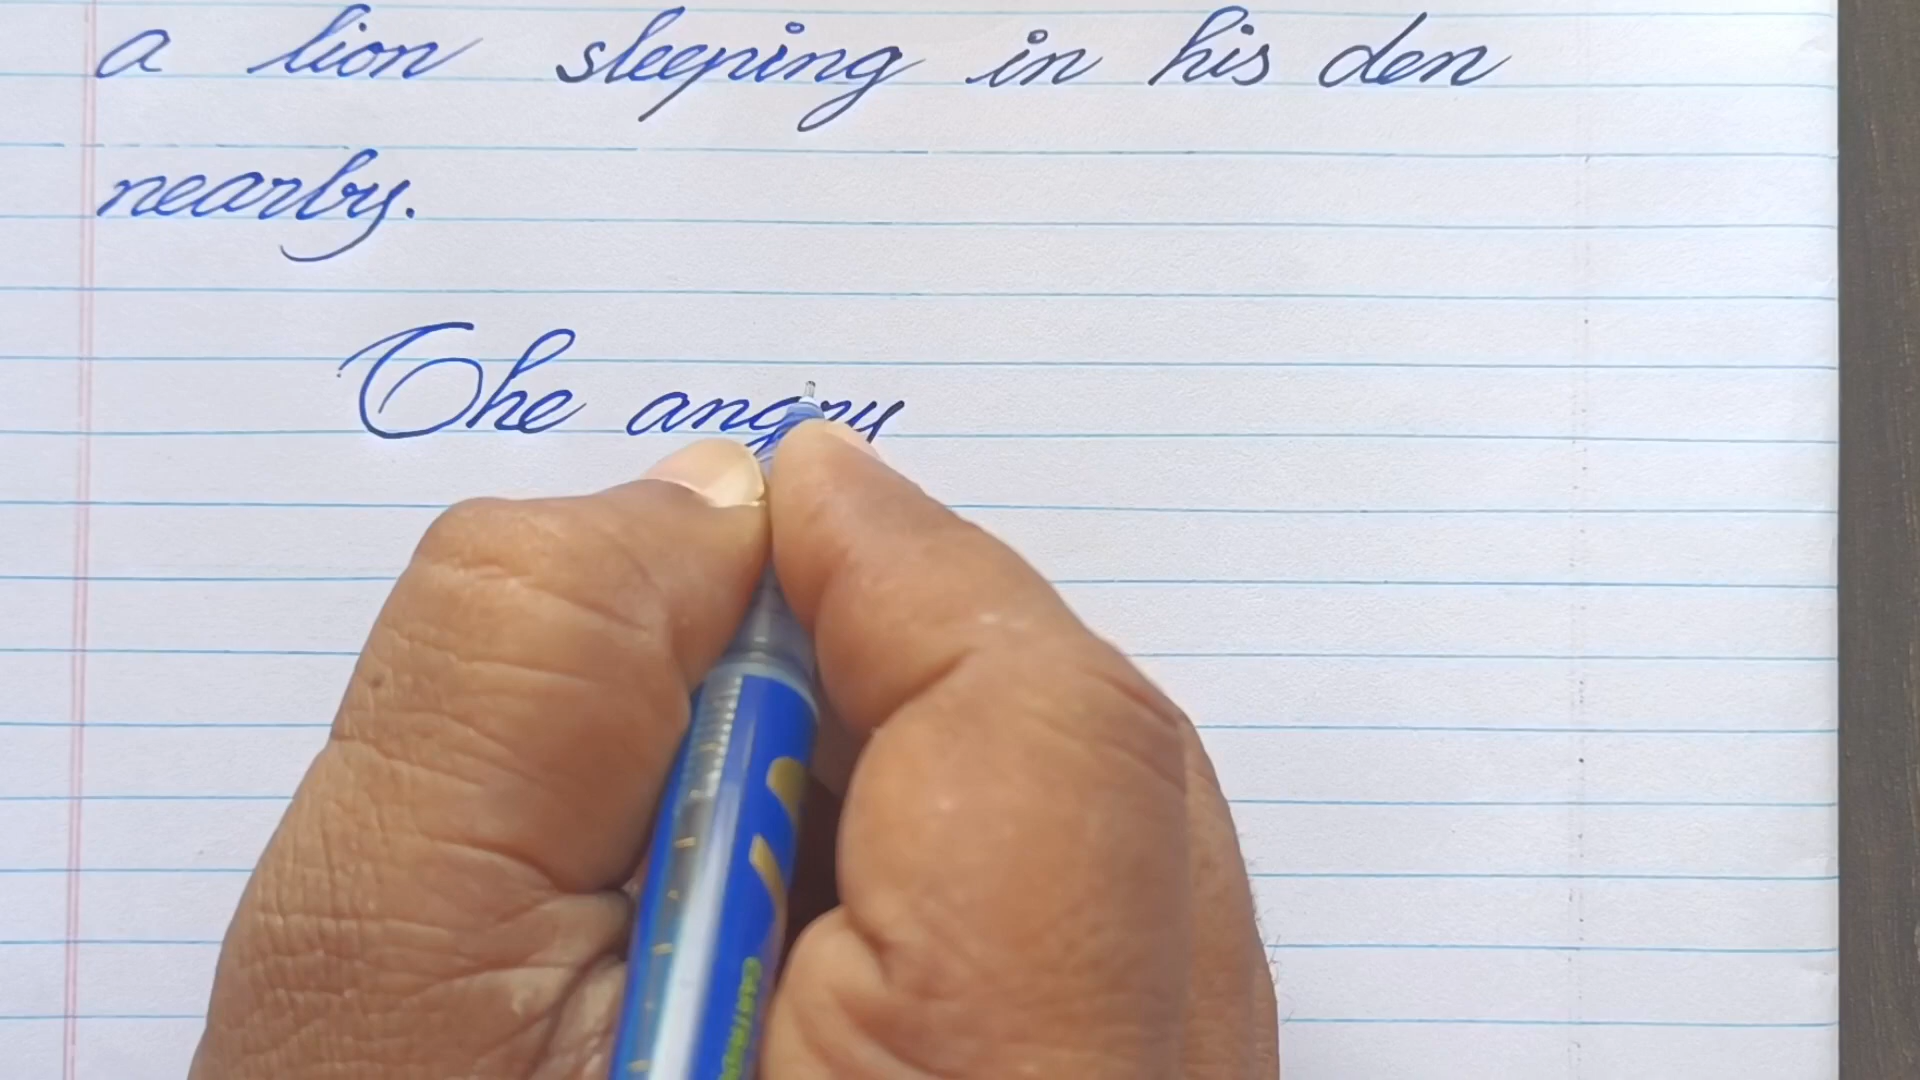 a lion sleeping in his den
nearby.
The angry